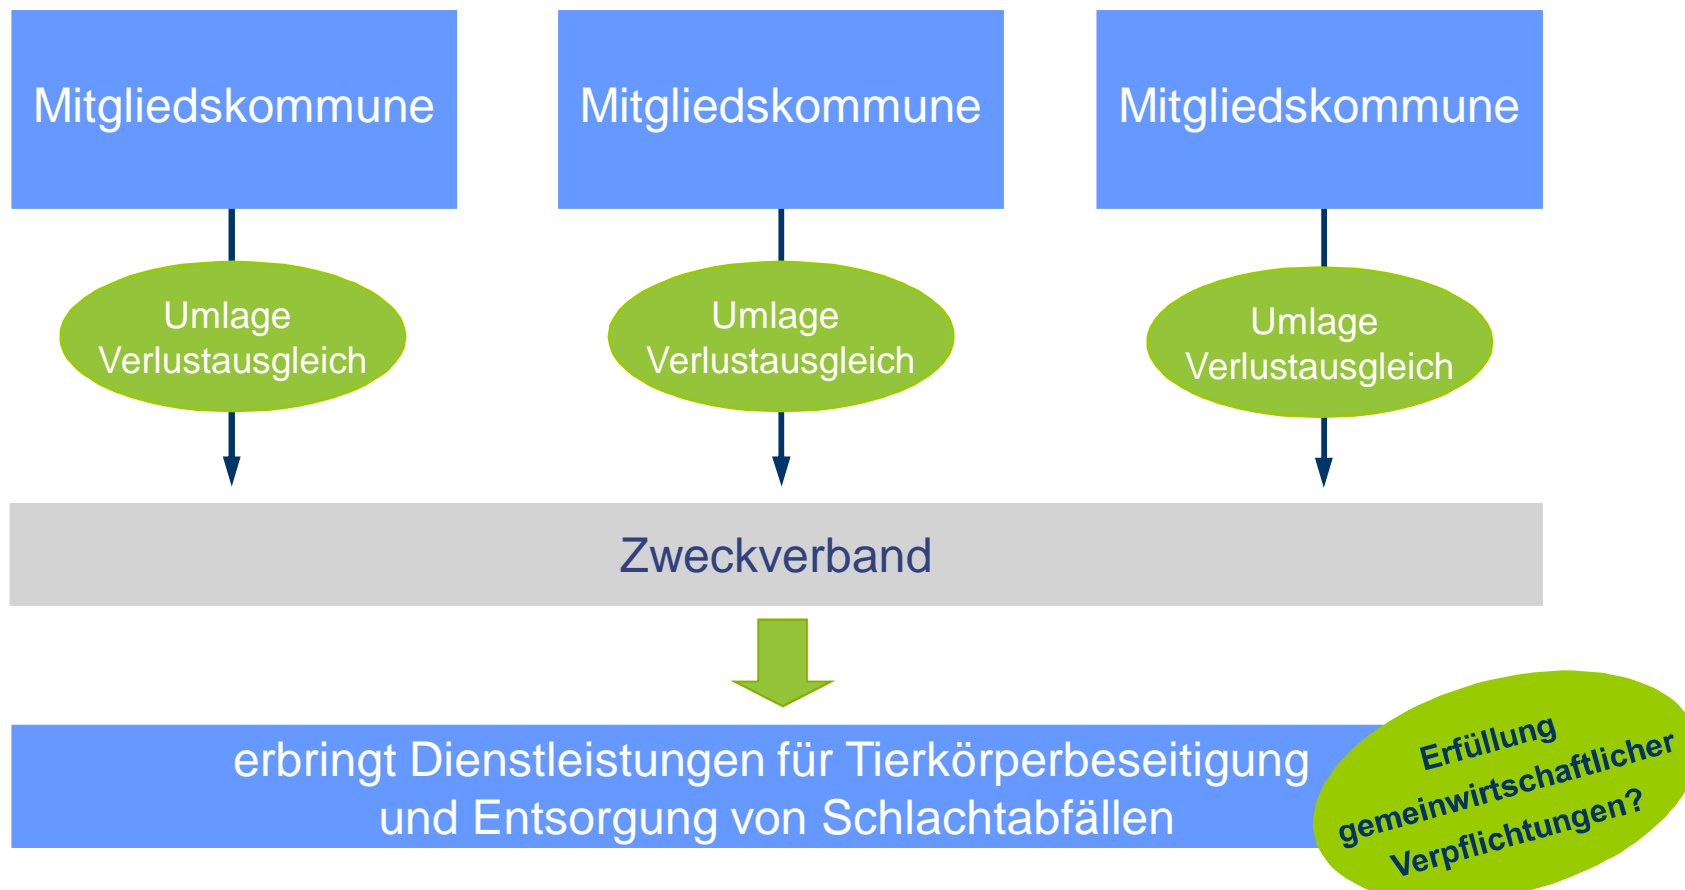 Mitgliedskommune
Mitgliedskommune
Mitgliedskommune
Umlage
Verlustausgleich
Umlage
Verlustausgleich
Umlage
Verlustausgleich
Zweckverband
erbringt Dienstleistungen für Tierkörperbeseitigung
und Entsorgung von Schlachtabfällen
Erfüllung
gemeinwirtschaftlicher
Verpflichtungen?